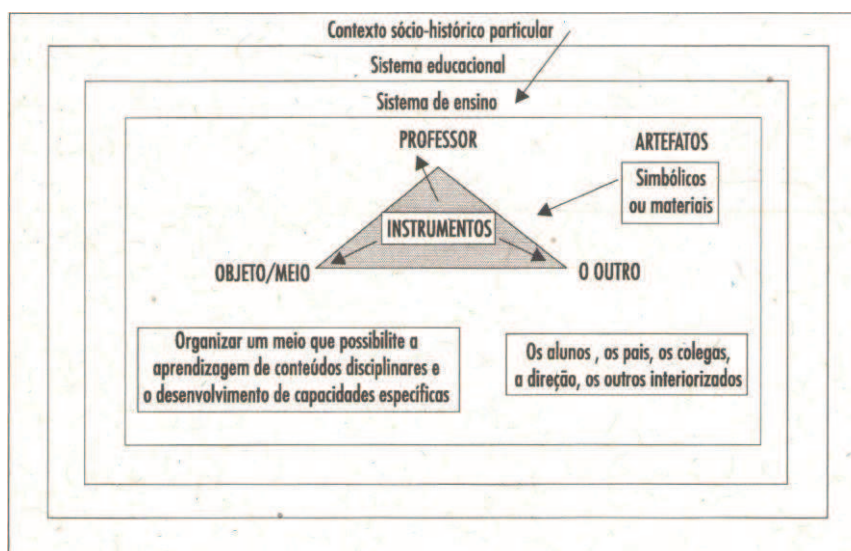 Contexto sócio-histórico particular
Sistema educacional
Sistema de ensino
PROFESSOR
ARTEFATOS
Simbólicos
ou materiais
INSTRUMENTOS
OBJETO/MEIO
O OUTRO
Organizar um meio que possibilite a
aprendizagem de conteúdos disciplinares e
o desenvolvimento de capacidades específicas
Os alunos , os pais, os colegas,
a direção, os outros interiorizados